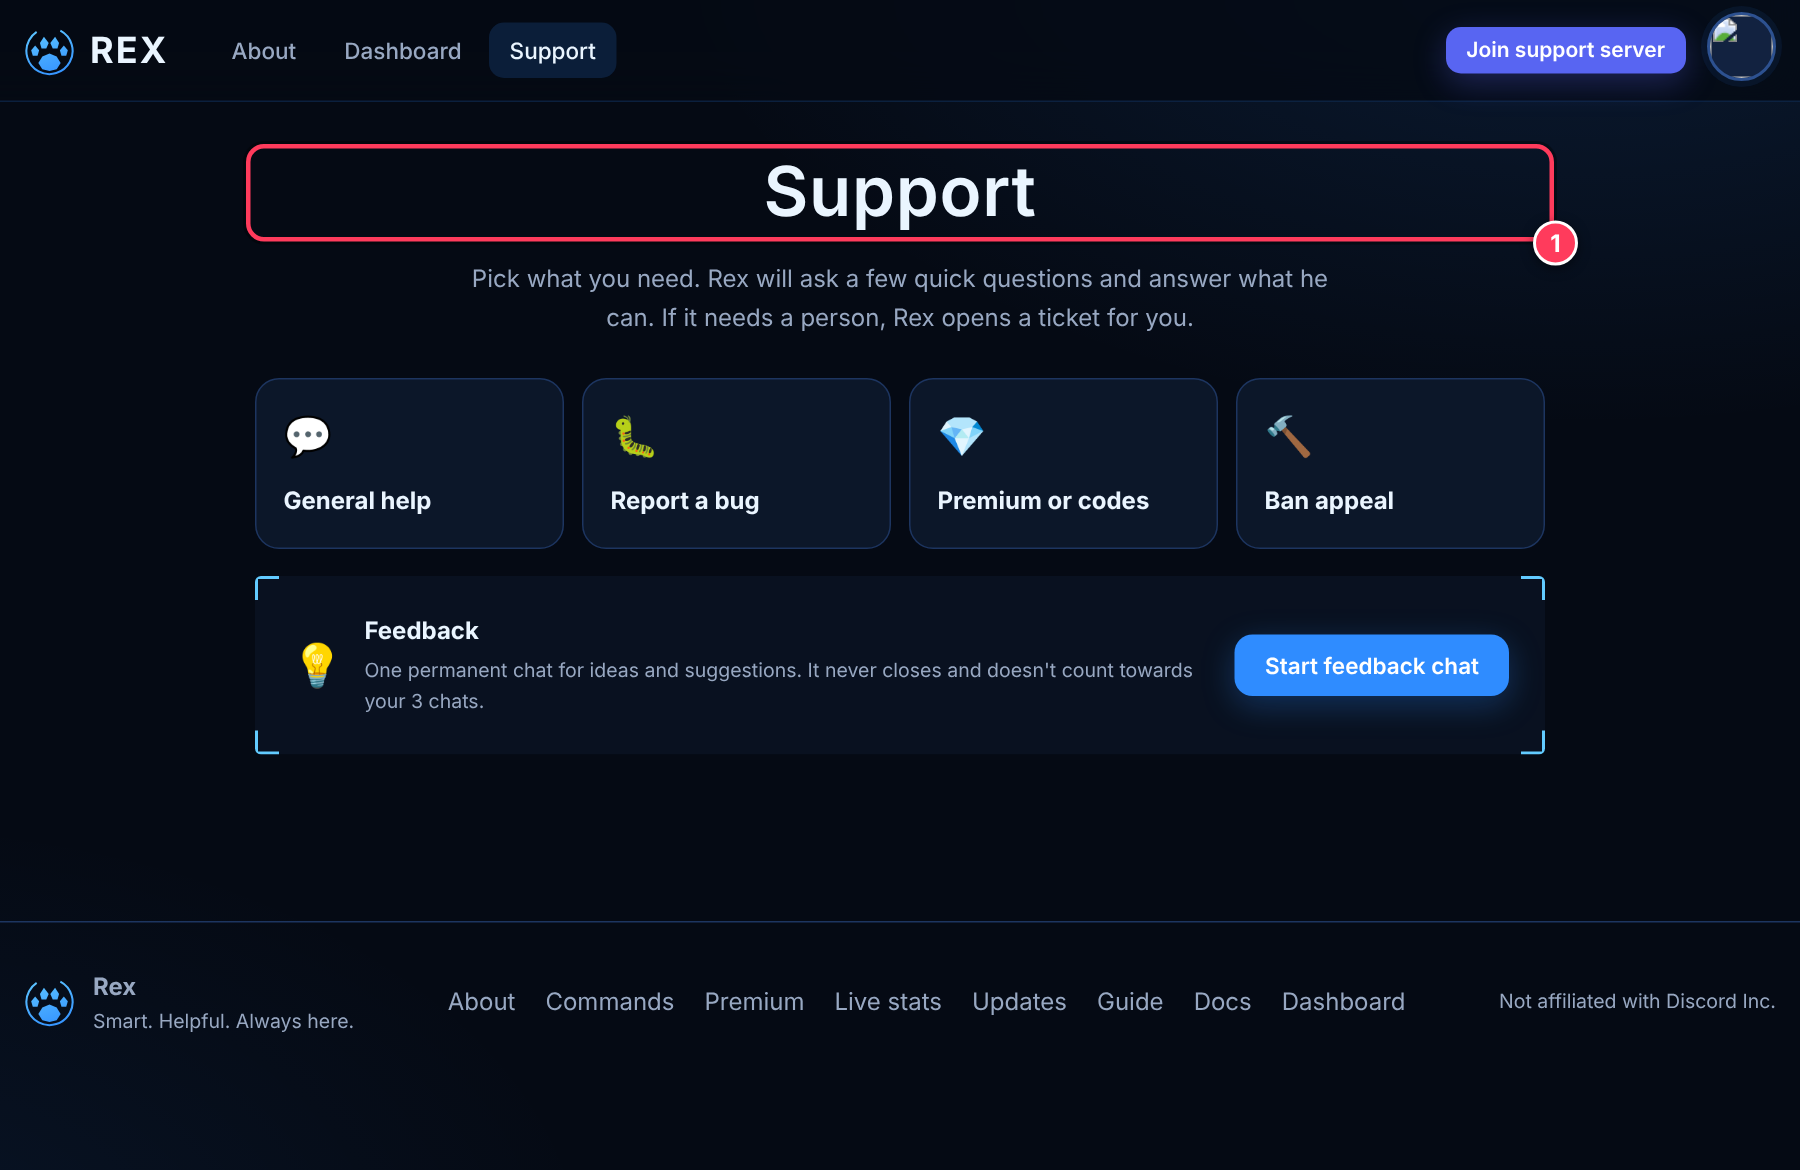 REX
About
Dashboard
Support
Join support server
Support
1
Pick what you need. Rex will ask a few quick questions and answer what he
can. If it needs a person, Rex opens a ticket for you.
General help
Report a bug
Premium or codes
Ban appeal
Feedback
One permanent chat for ideas and suggestions. It never closes and doesn't count towards
your 3 chats.
Start feedback chat
Rex
Smart. Helpful. Always here.
About
Commands
Premium
Live stats
Updates
Guide
Docs
Dashboard
Not affiliated with Discord Inc.